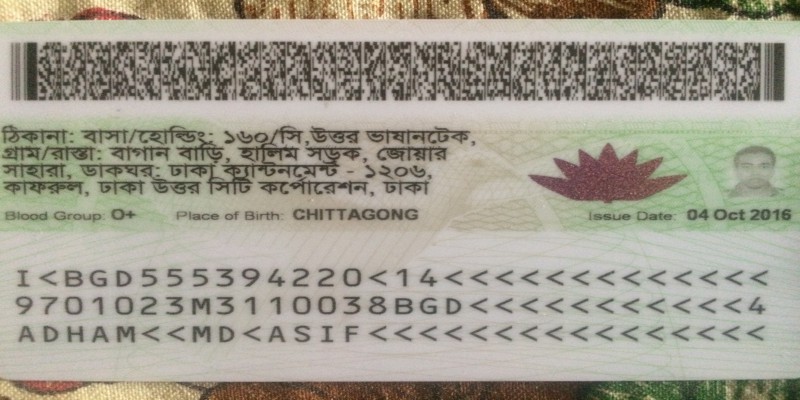 ঠিকানা: বাসা/হোল্ডিং: ১৬০/সি,উত্তর ভাষানটেক,
গ্রাম/রাস্তা: বাগান বাড়ি, হালিম সড়ক, জোয়ার
সাহারা, ডাকঘর: ঢাকা ক্যান্টনমেন্ট - ১২০৬,
কাফরুল, ঢাকা উত্তর সিটি কর্পোরেশন, ঢাকা
Blood Group: O+ Place of Birth: CHITTAGONG Issue Date: 04 Oct 2016
I<BGD555394220<14<<<<<<<<<<<<<
9701023M3110038BGD<<<<<<<<<<<4
ADHAM<<MD<ASIF<<<<<<<<<<<<<<<<